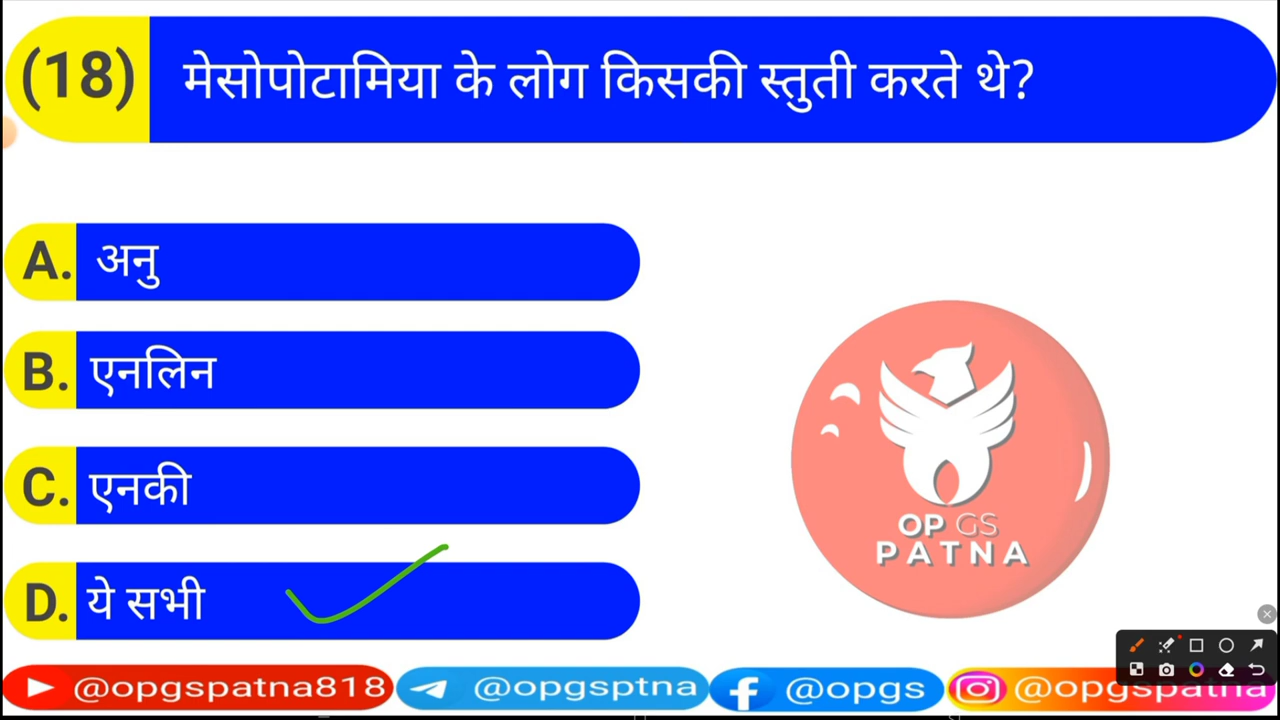 (18) मेसोपोटामिया के लोग किसकी स्तुती करते थे?
A. अनु
B. एनलिन
C. एनकी
D. ये सभी
OP GS
PATNA
@opgspatna818 @opgsptna @opgs @opgspatna